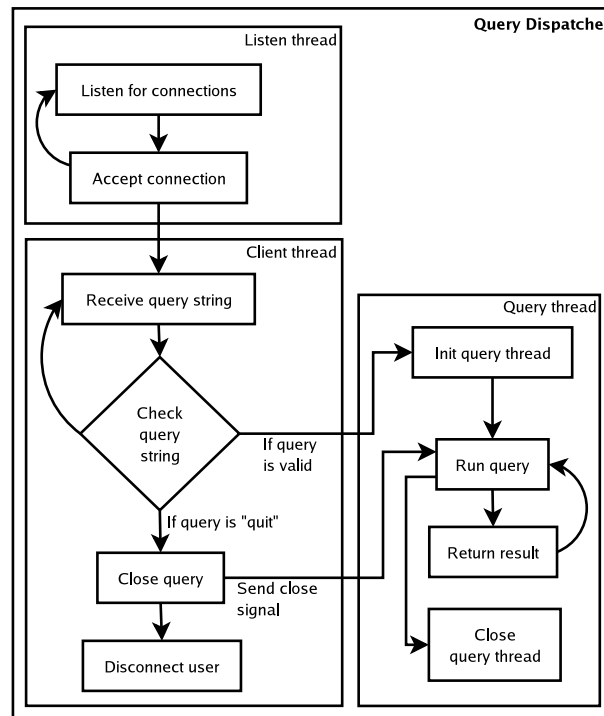 Query Dispatche
Listen thread
Listen for connections
Accept connection
Client thread
Receive query string
Query thread
Init query thread
Check
query
string
If query
is valid
Run query
If query is "quit"
Return result
Close query
Send close
signal
Close
query thread
Disconnect user